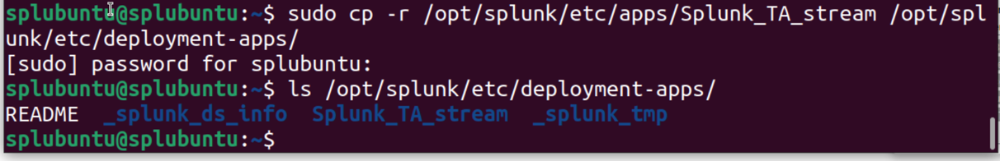 splubuntu@splubuntu:~$ sudo cp -r /opt/splunk/etc/apps/Splunk_TA_stream /opt/spl
unk/etc/deployment-apps/
[sudo] password for splubuntu:
splubuntu@splubuntu:~$ ls /opt/splunk/etc/deployment-apps/
README  _splunk_ds_info  Splunk_TA_stream  _splunk_tmp
splubuntu@splubuntu:~$